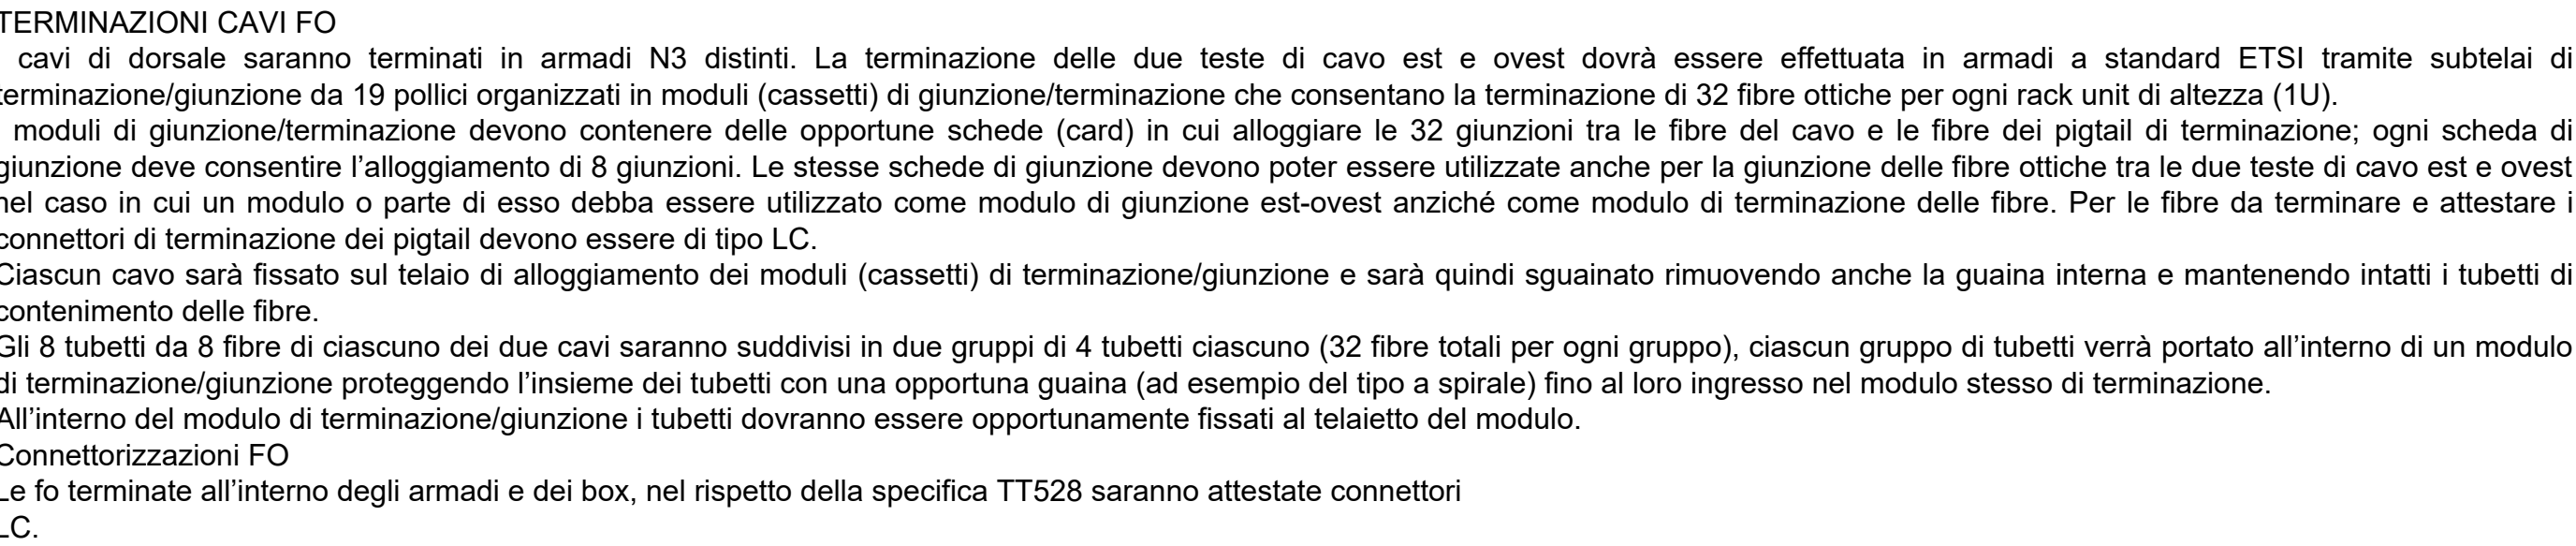 TERMINAZIONI CAVI FO
I cavi di dorsale saranno terminati in armadi N3 distinti. La terminazione delle due teste di cavo est e ovest dovrà essere effettuata in armadi a standard ETSI tramite subtelai di
terminazione/giunzione da 19 pollici organizzati in moduli (cassetti) di giunzione/terminazione che consentano la terminazione di 32 fibre ottiche per ogni rack unit di altezza (1U).
I moduli di giunzione/terminazione devono contenere delle opportune schede (card) in cui alloggiare le 32 giunzioni tra le fibre del cavo e le fibre dei pigtail di terminazione; ogni scheda di
giunzione deve consentire l’alloggiamento di 8 giunzioni. Le stesse schede di giunzione devono poter essere utilizzate anche per la giunzione delle fibre ottiche tra le due teste di cavo est e ovest
nel caso in cui un modulo o parte di esso debba essere utilizzato come modulo di giunzione est-ovest anziché come modulo di terminazione delle fibre. Per le fibre da terminare e attestare i
connettori di terminazione dei pigtail devono essere di tipo LC.
Ciascun cavo sarà fissato sul telaio di alloggiamento dei moduli (cassetti) di terminazione/giunzione e sarà quindi sguainato rimuovendo anche la guaina interna e mantenendo intatti i tubetti di
contenimento delle fibre.
Gli 8 tubetti da 8 fibre di ciascuno dei due cavi saranno suddivisi in due gruppi di 4 tubetti ciascuno (32 fibre totali per ogni gruppo), ciascun gruppo di tubetti verrà portato all’interno di un modulo
di terminazione/giunzione proteggendo l’insieme dei tubetti con una opportuna guaina (ad esempio del tipo a spirale) fino al loro ingresso nel modulo stesso di terminazione.
All’interno del modulo di terminazione/giunzione i tubetti dovranno essere opportunamente fissati al telaietto del modulo.
Connettorizzazioni FO
Le fo terminate all’interno degli armadi e dei box, nel rispetto della specifica TT528 saranno attestate connettori
LC.